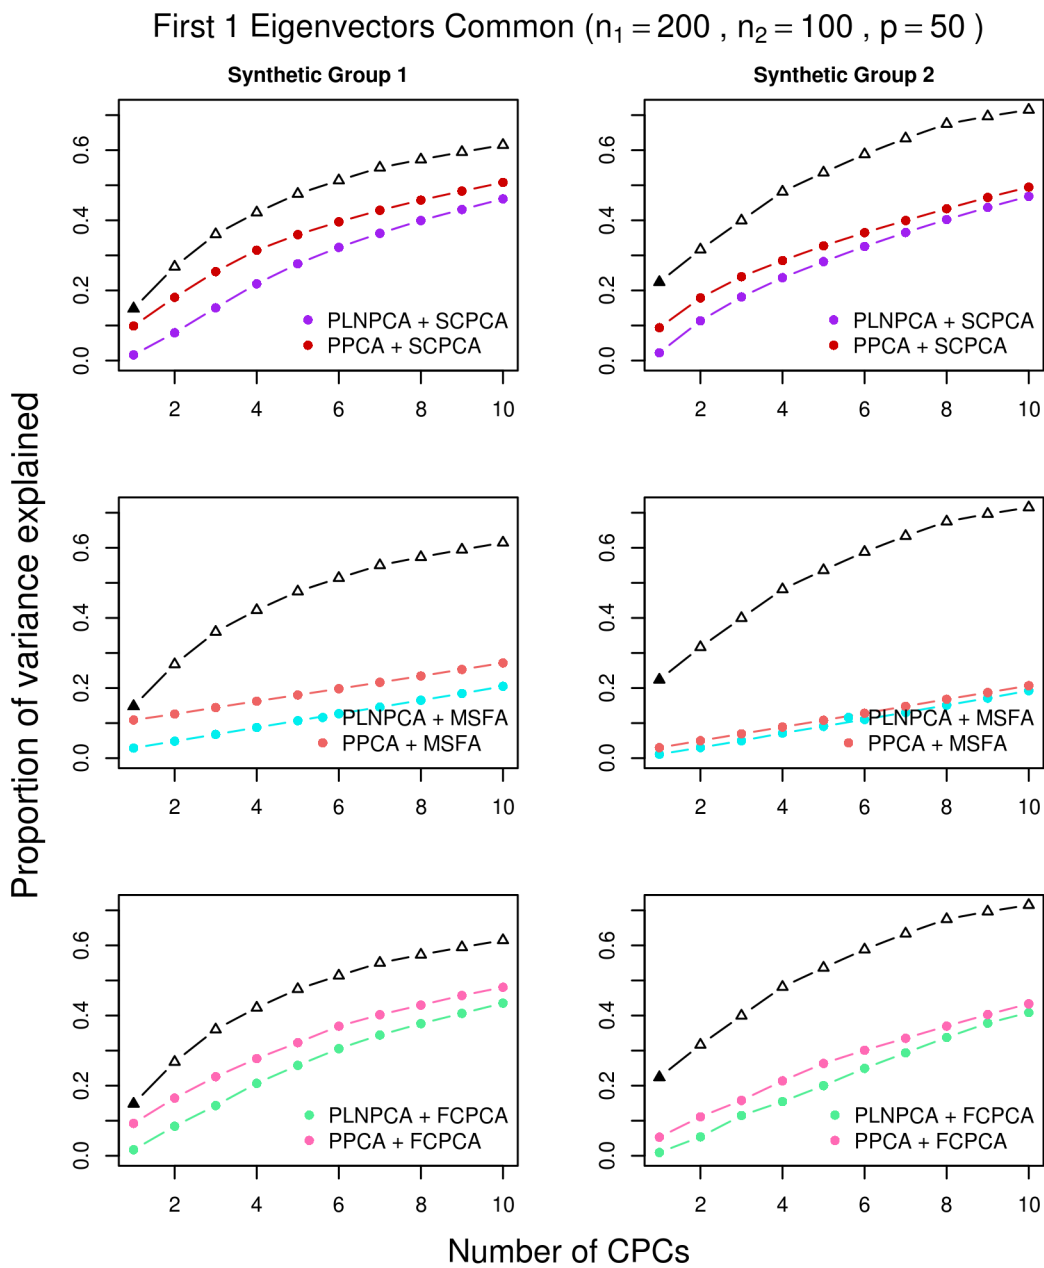 First 1 Eigenvectors Common (n₁ = 200 , n₂ = 100 , p = 50 )
Synthetic Group 1
Synthetic Group 2
Proportion of variance explained
0.0 0.2 0.4 0.6
PLNPCA + SCPCA
PPCA + SCPCA
2 4 6 8 10
0.0 0.2 0.4 0.6
PLNPCA + SCPCA
PPCA + SCPCA
2 4 6 8 10
0.0 0.2 0.4 0.6
PLNPCA + MSFA
PPCA + MSFA
2 4 6 8 10
0.0 0.2 0.4 0.6
PLNPCA + MSFA
PPCA + MSFA
2 4 6 8 10
0.0 0.2 0.4 0.6
PLNPCA + FCPCA
PPCA + FCPCA
2 4 6 8 10
0.0 0.2 0.4 0.6
PLNPCA + FCPCA
PPCA + FCPCA
2 4 6 8 10
Number of CPCs